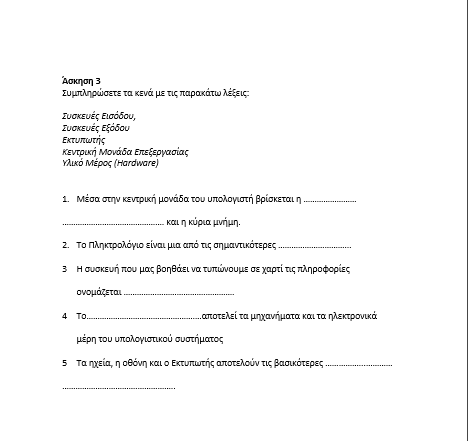 Άσκηση 3
Συμπληρώσετε τα κενά με τις παρακάτω λέξεις:
Συσκευές Εισόδου,
Συσκευές Εξόδου
Εκτυπωτής
Κεντρική Μονάδα Επεξεργασίας
Υλικό Μέρος (Hardware)
1. Μέσα στην κεντρική μονάδα του υπολογιστή βρίσκεται η ........................
.............................................. και η κύρια μνήμη.
2. Το Πληκτρολόγιο είναι μια από τις σημαντικότερες .................................
3 Η συσκευή που μας βοηθάει να τυπώνουμε σε χαρτί τις πληροφορίες
ονομάζεται ..................................................
4 Το....................................................αποτελεί τα μηχανήματα και τα ηλεκτρονικά
μέρη του υπολογιστικού συστήματος
5 Τα ηχεία, η οθόνη και ο Εκτυπωτής αποτελούν τις βασικότερες ..............................
...................................................